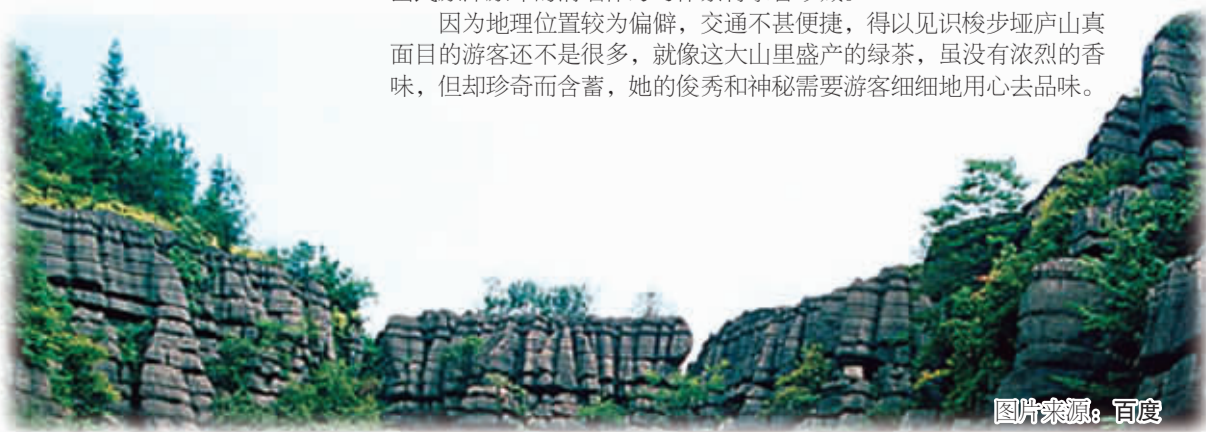 因为地理位置较为偏僻，交通不甚便捷，得以见识梭步垭庐山真
面目的游客还不是很多，就像这大山里盛产的绿茶，虽没有浓烈的香
味，但却珍奇而含蓄，她的俊秀和神秘需要游客细细地用心去品味。
图片来源：百度